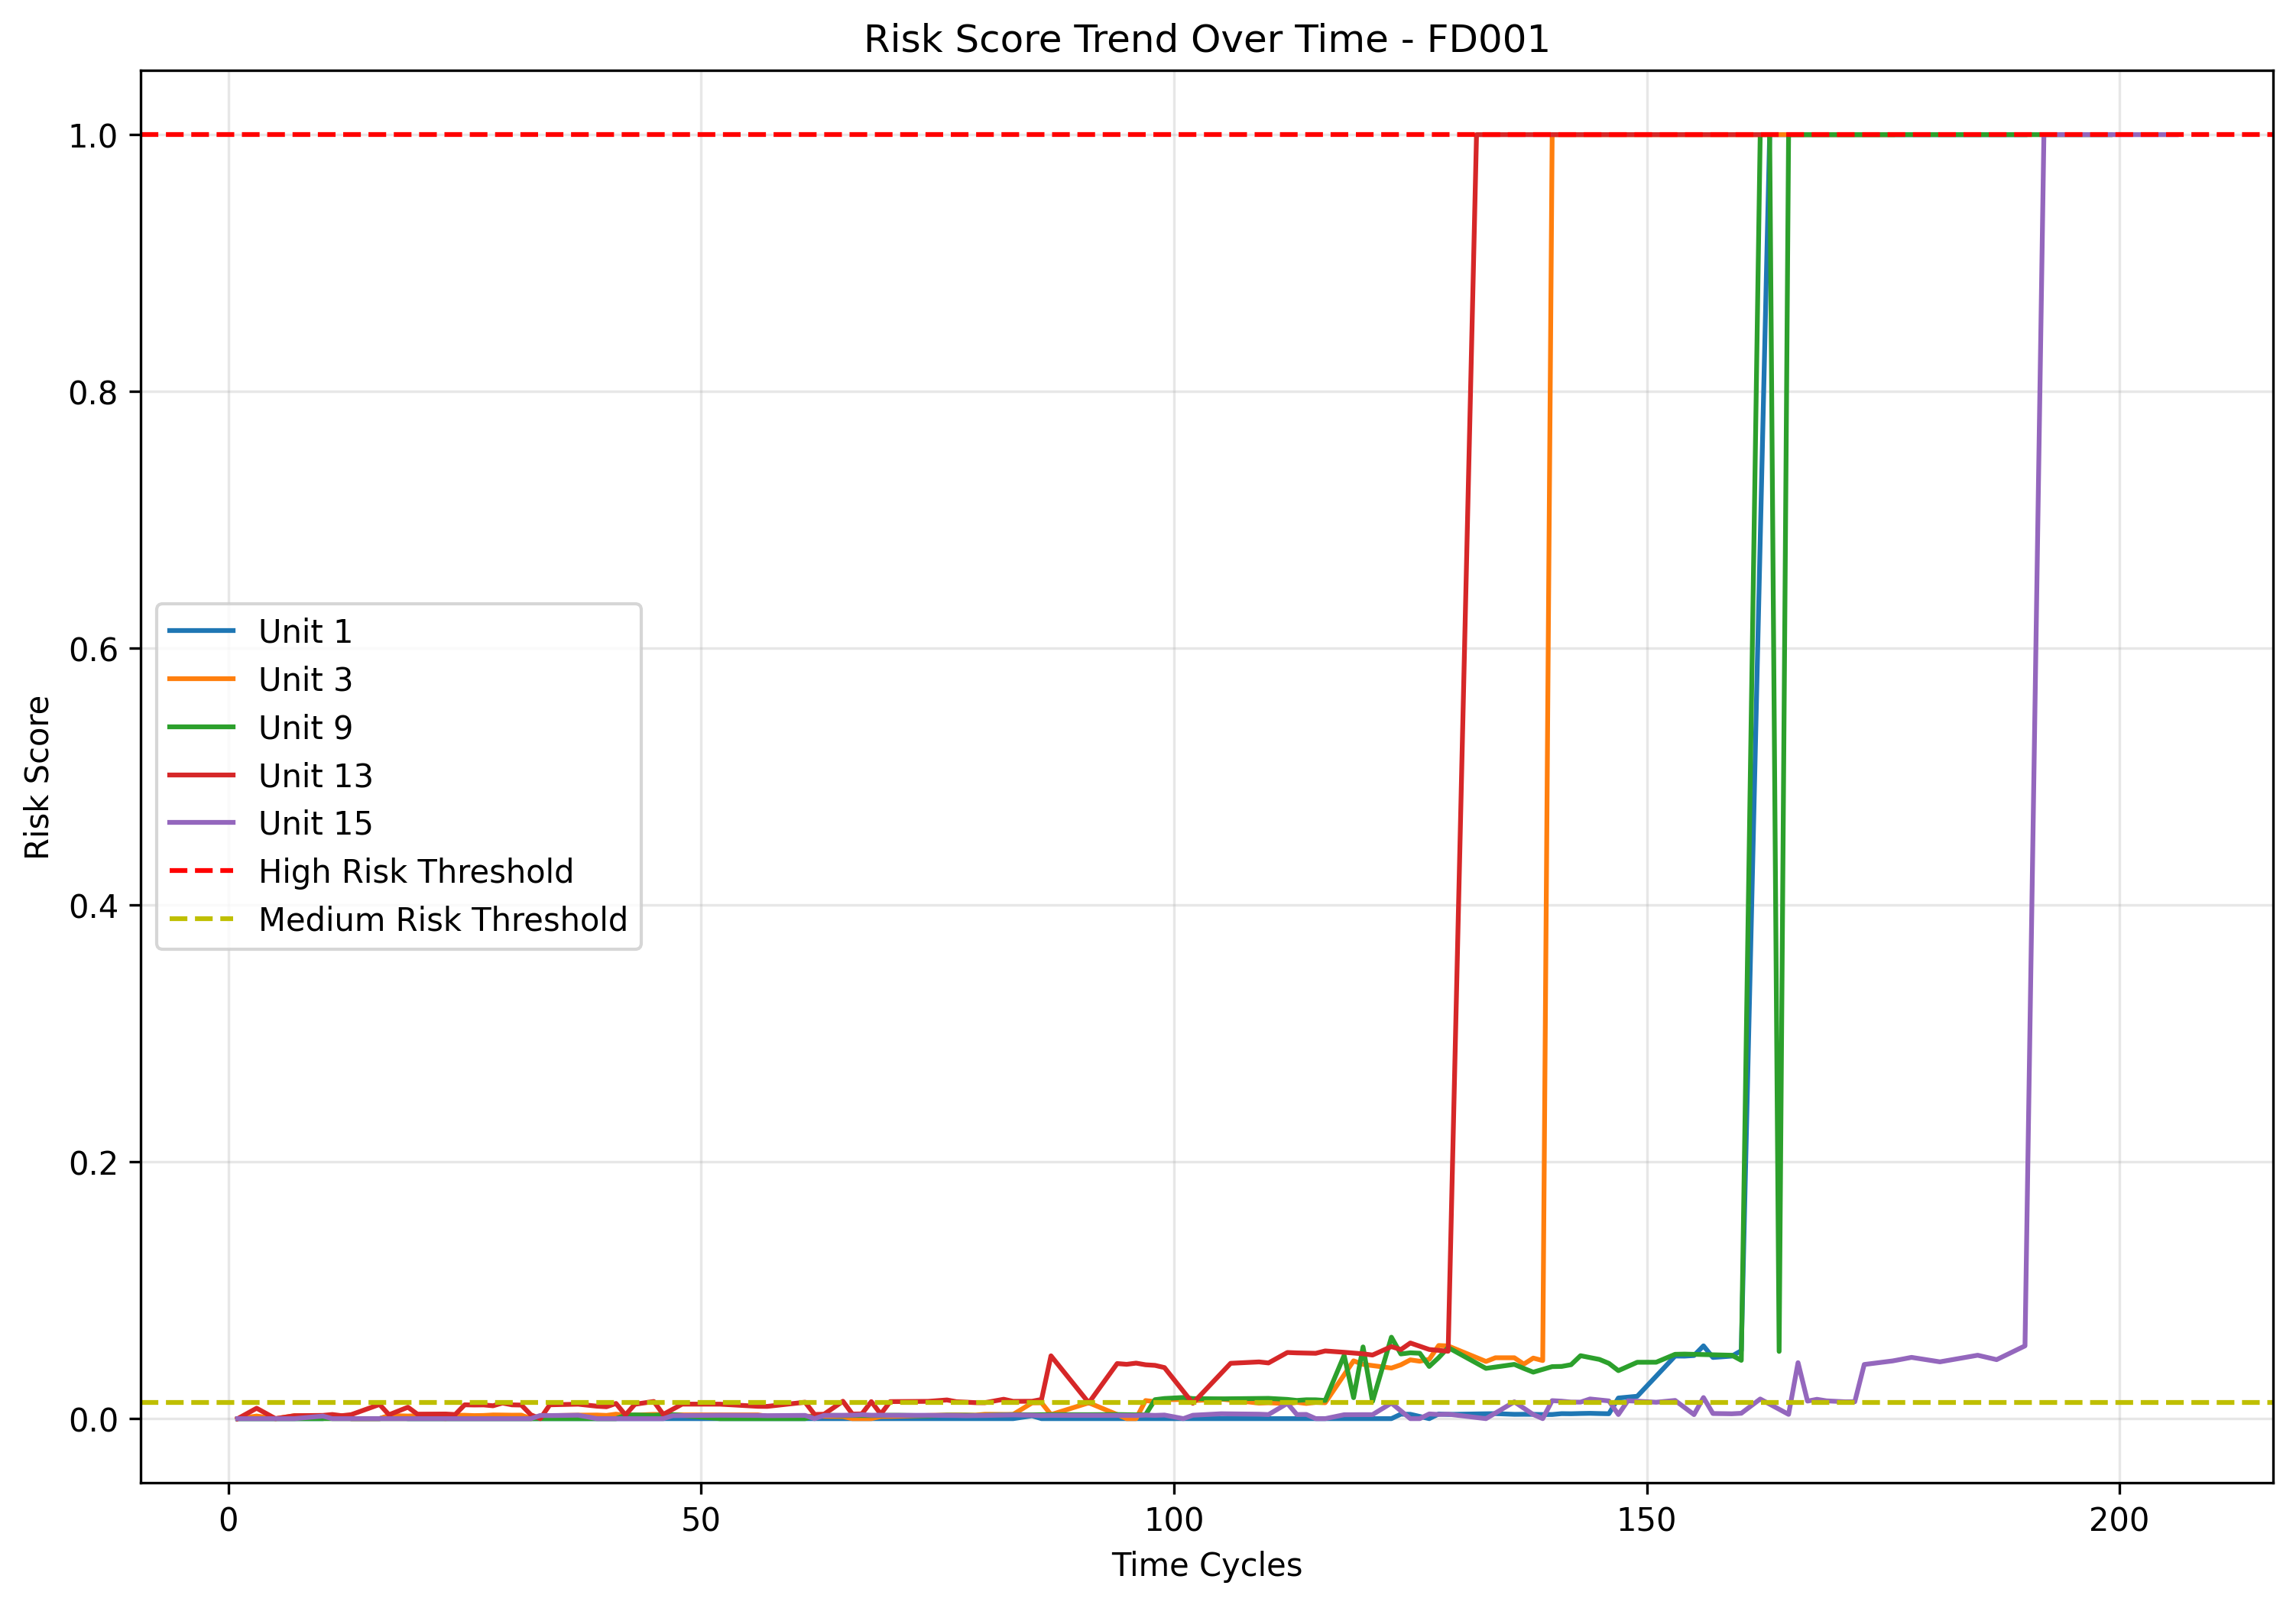 Risk Score Trend Over Time - FD001
1.0
0.8
0.6
0.4
0.2
0.0
Risk Score
Unit 1
Unit 3
Unit 9
Unit 13
Unit 15
High Risk Threshold
Medium Risk Threshold
0 50 100 150 200
Time Cycles